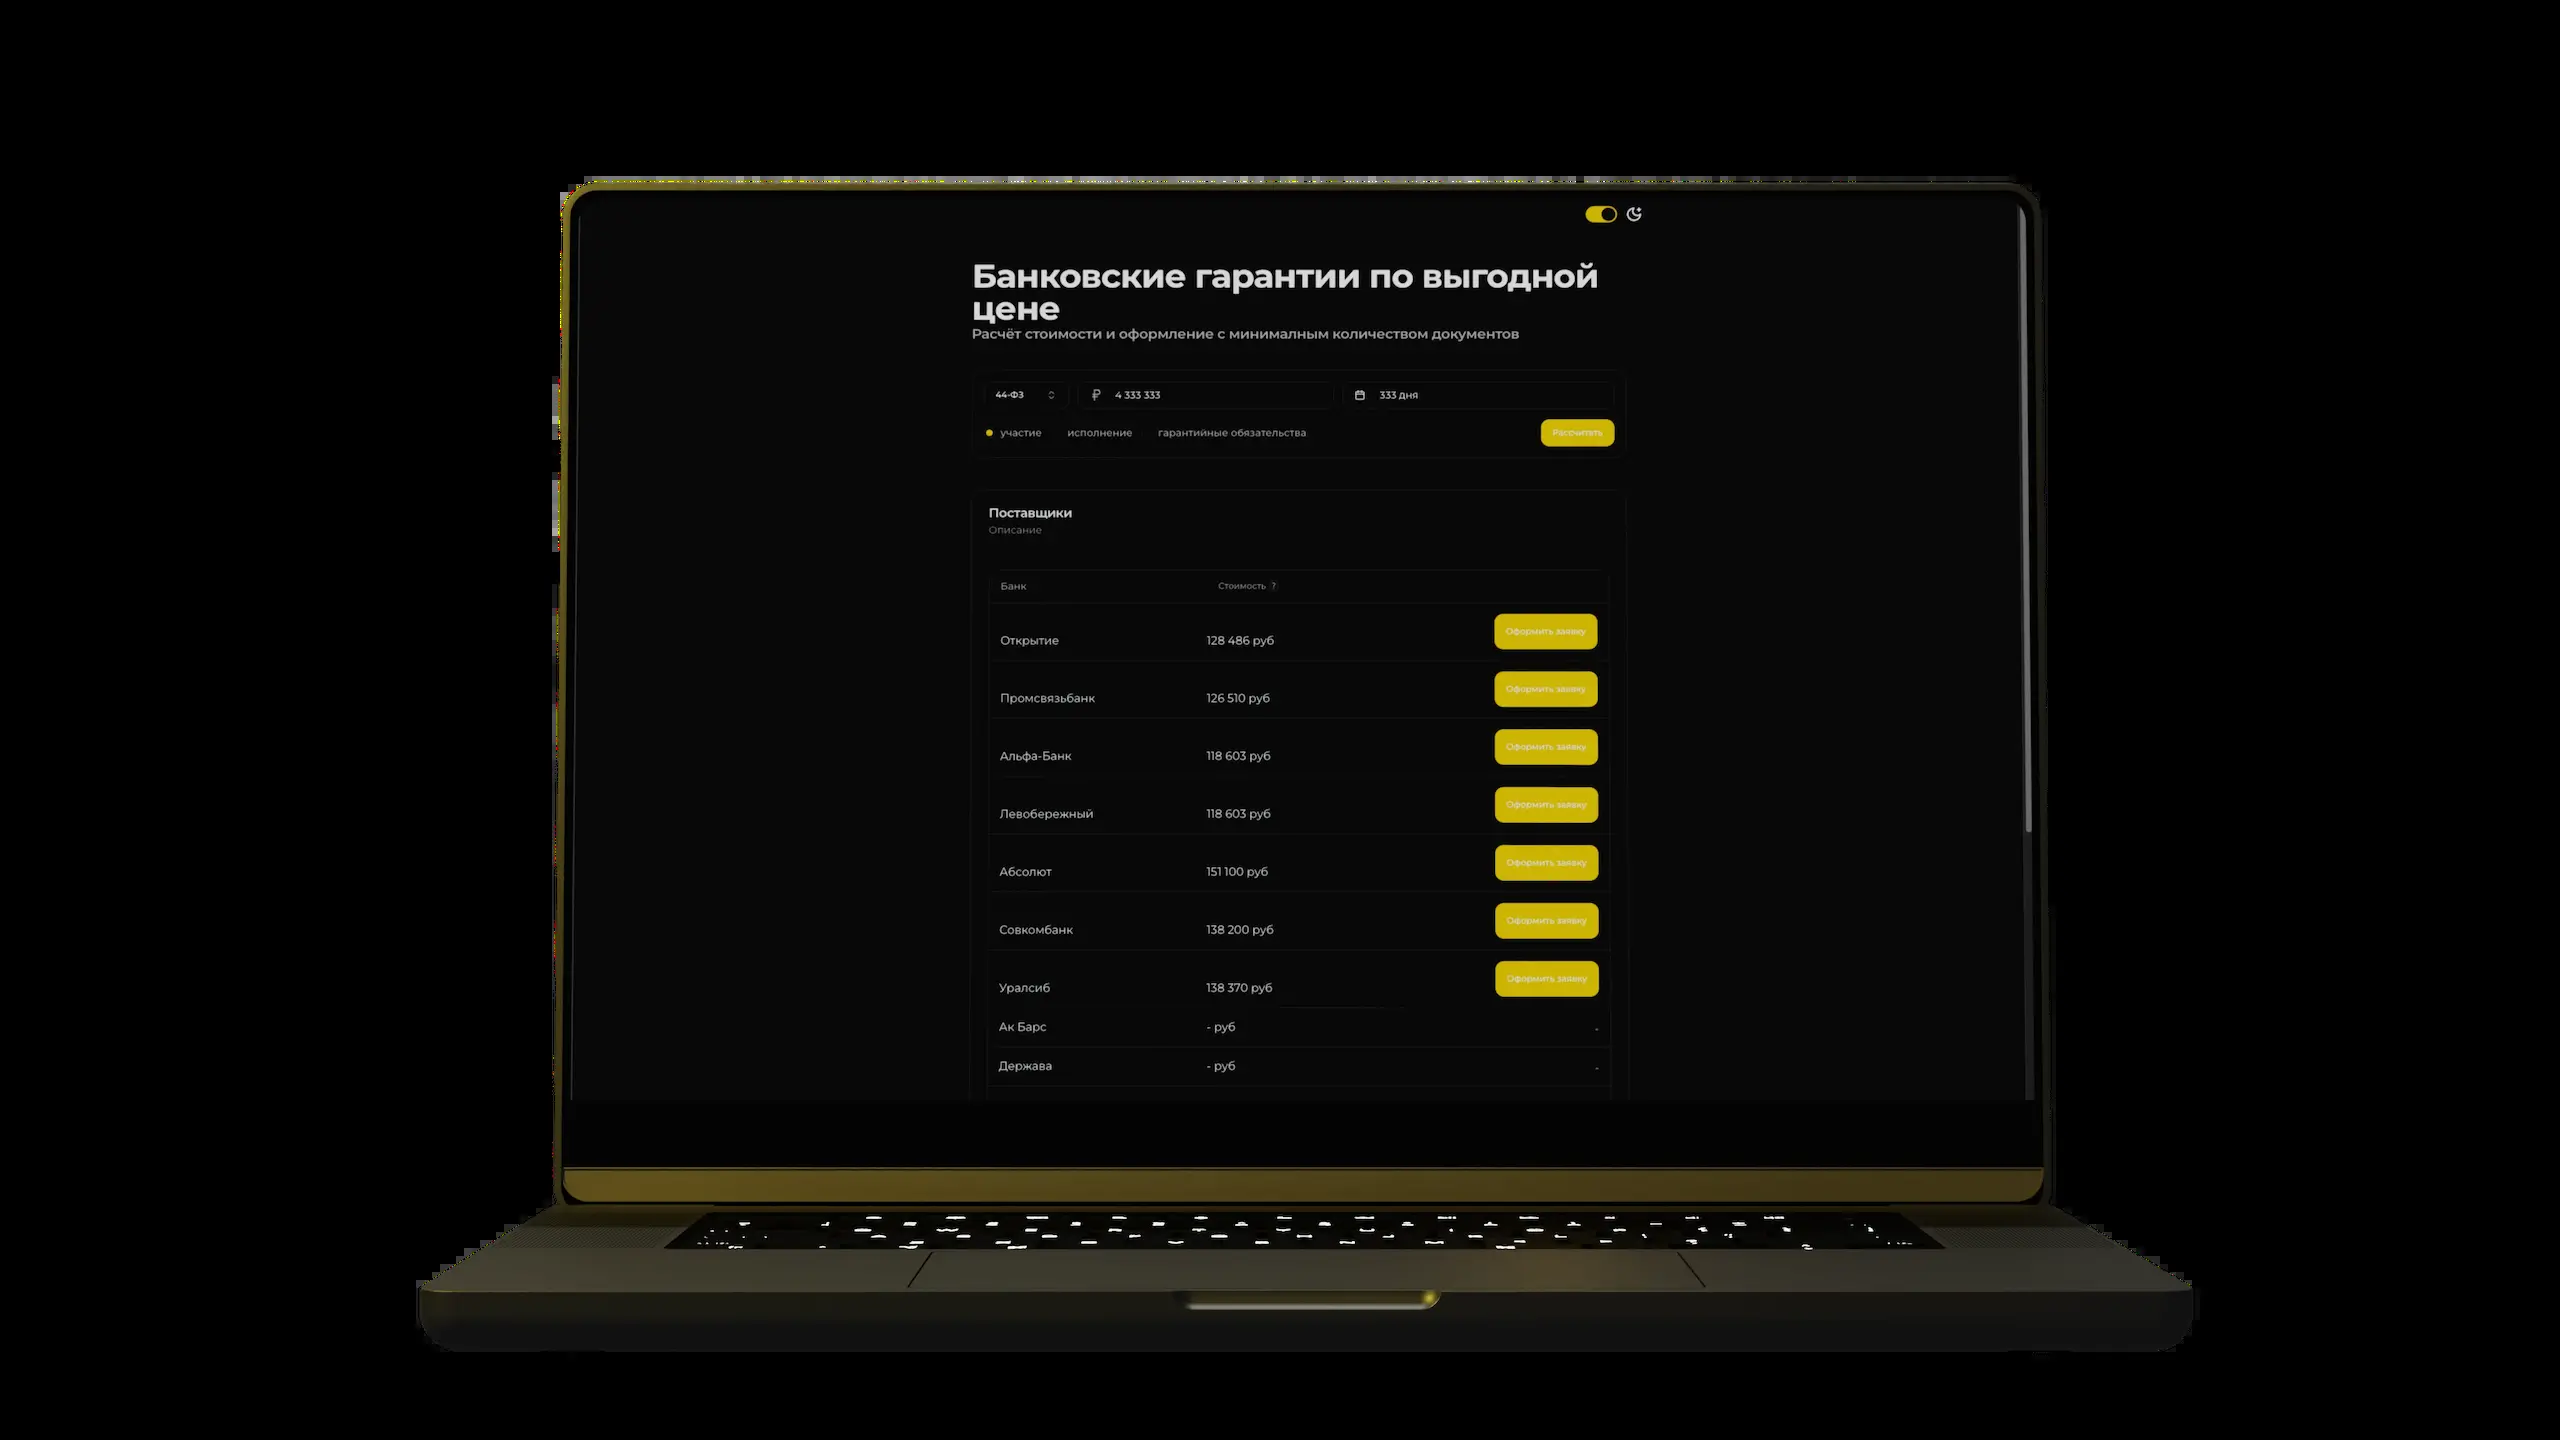 Банковские гарантии по выгодной
цене
Расчёт стоимости и оформление с минималным количеством документов
44-ФЗ ₽ 4 333 333 333 дня
участие исполнение гарантийные обязательства Рассчитать
Поставщики
Описание
Банк Стоимость ?
Открытие 128 486 руб Оформить заявку
Промсвязьбанк 126 510 руб Оформить заявку
Альфа-Банк 118 603 руб Оформить заявку
Левобережный 118 603 руб Оформить заявку
Абсолют 151 100 руб Оформить заявку
Совкомбанк 138 200 руб Оформить заявку
Уралсиб 138 370 руб Оформить заявку
Ак Барс - руб -
Держава - руб -